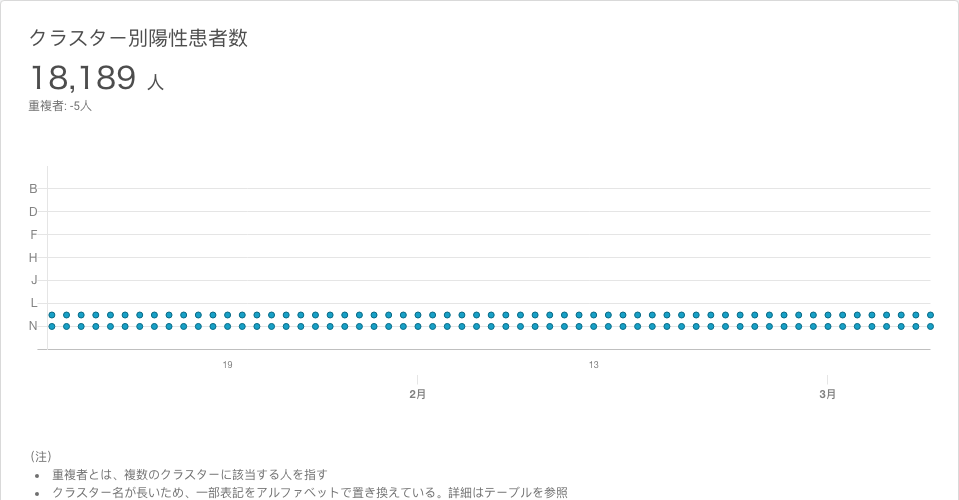 クラスター別陽性患者数
18,189 人
重複者: -5人
B
D
F
H
J
L
N
19
13
2月
3月
（注）
• 重複者とは、複数のクラスターに該当する人を指す
• クラスター名が長いため、一部表記をアルファベットで置き換えている。詳細はテーブルを参照